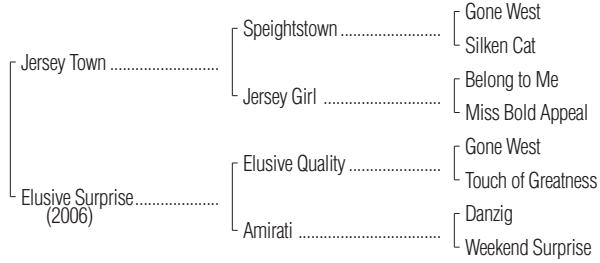 Gone West
Speightstown ........................
Silken Cat
Jersey Town ..........................
Belong to Me
Jersey Girl ............................
Miss Bold Appeal
Gone West
Elusive Quality ......................
Touch of Greatness
Elusive Surprise.....................
(2006)
Danzig
Amirati ..................................
Weekend Surprise